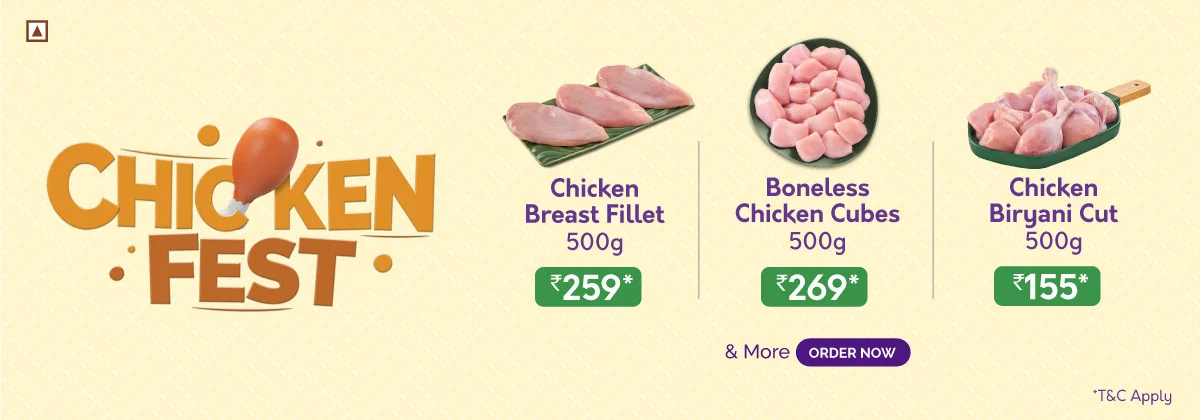 CHICKEN
FEST
Chicken
Breast Fillet
500g
₹259*
Boneless
Chicken Cubes
500g
₹269*
Chicken
Biryani Cut
500g
₹155*
& More ORDER NOW
*T&C Apply